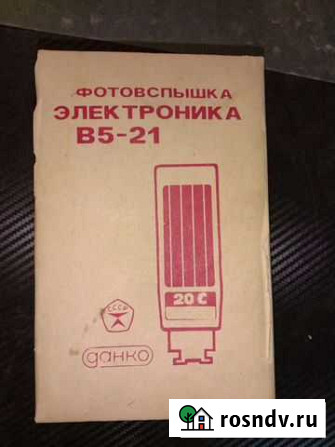 ФОТОВСПЫШКА
ЭЛЕКТРОНИКА
В5-21
20 С
СССР
данко
rosndv.ru